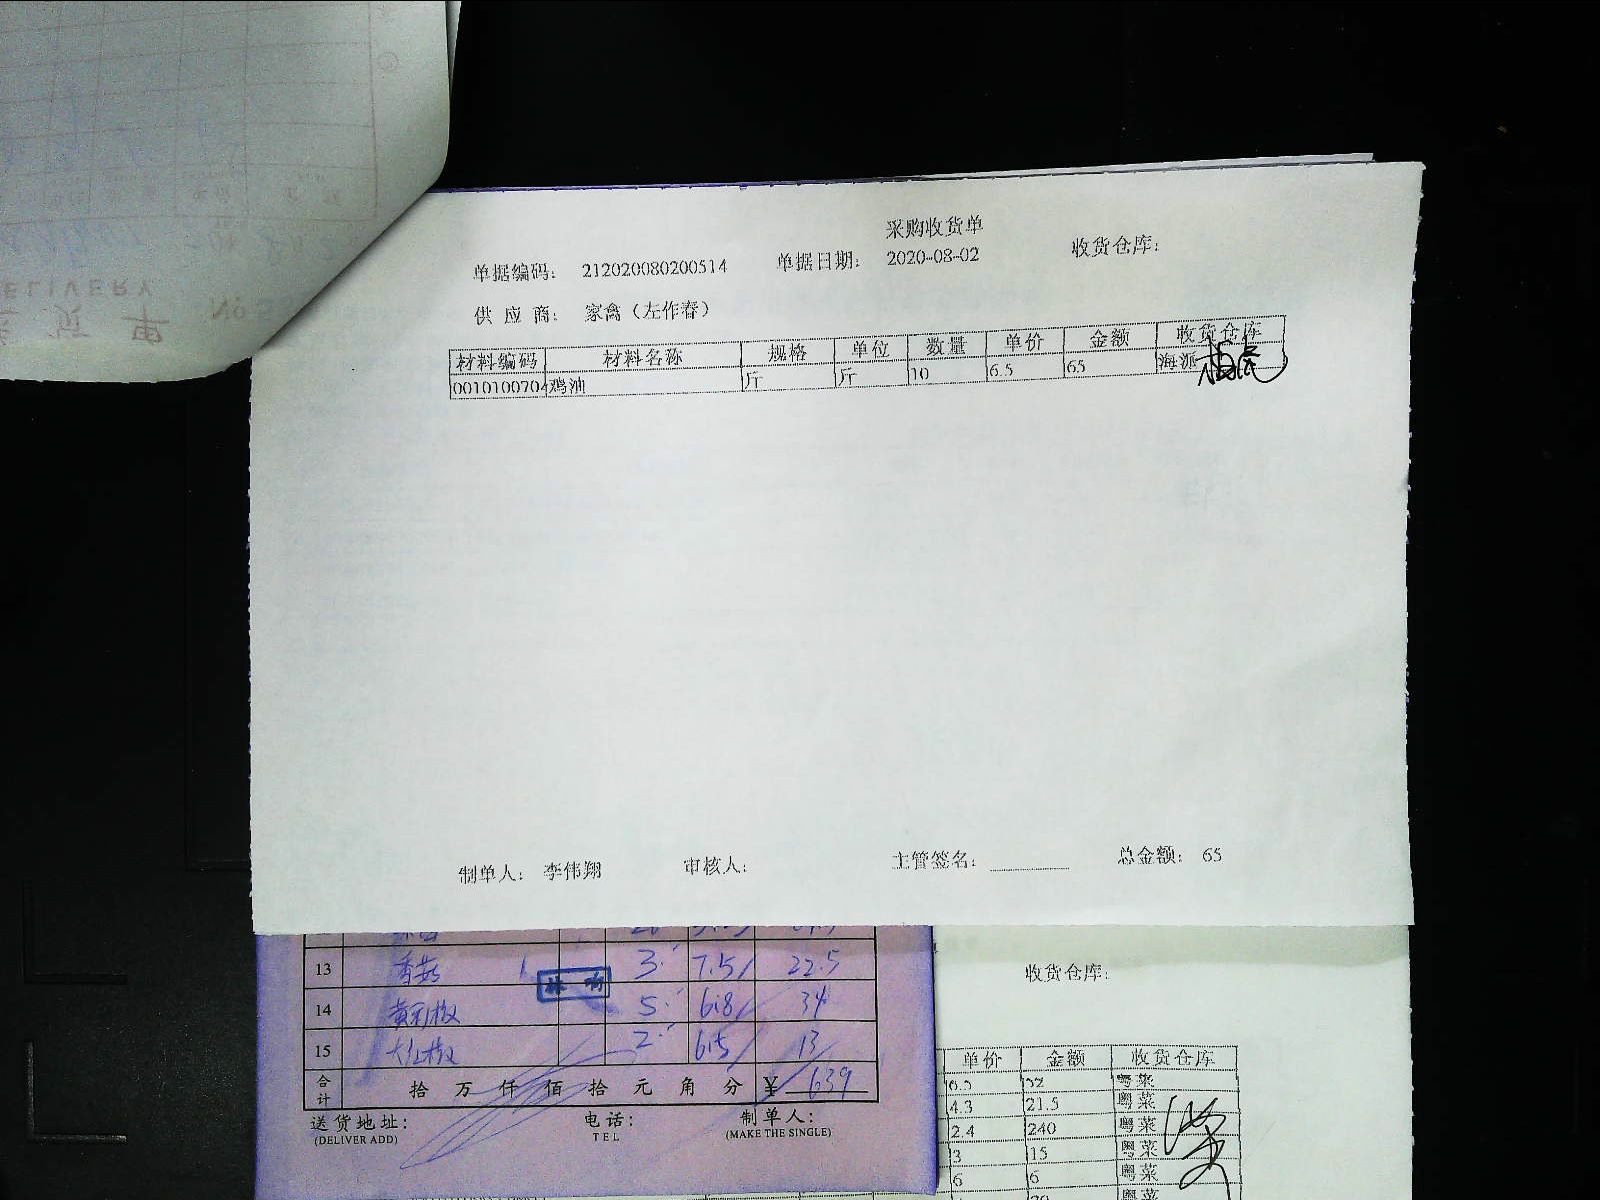 采购收货单
单据编码： 212020080200514 单据日期： 2020-08-02 收货仓库：
供应商： 家禽（左作春）
材料编码 材料名称 规格 单位 数量 单价 金额 收货仓库
0010100704 鸡油 斤 斤 10 6.5 65 海派
制单人： 李伟翔 审核人： 主管签名： 总金额： 65
13 香菇 3 7.5 22.5
14 5 6.8 34
15 大红椒 2 6.5 13
合计 拾 万 仟 佰 拾 元 角 分 ¥ 639
送货地址： 电话： 制单人：
(DELIVER ADD) TEL (MAKE THE SINGLE)
收货仓库：
单价 金额 收货仓库
粤菜
4.3 21.5 粤菜
2.4 240 粤菜
3 15 粤菜
6 6 粤菜
粤菜